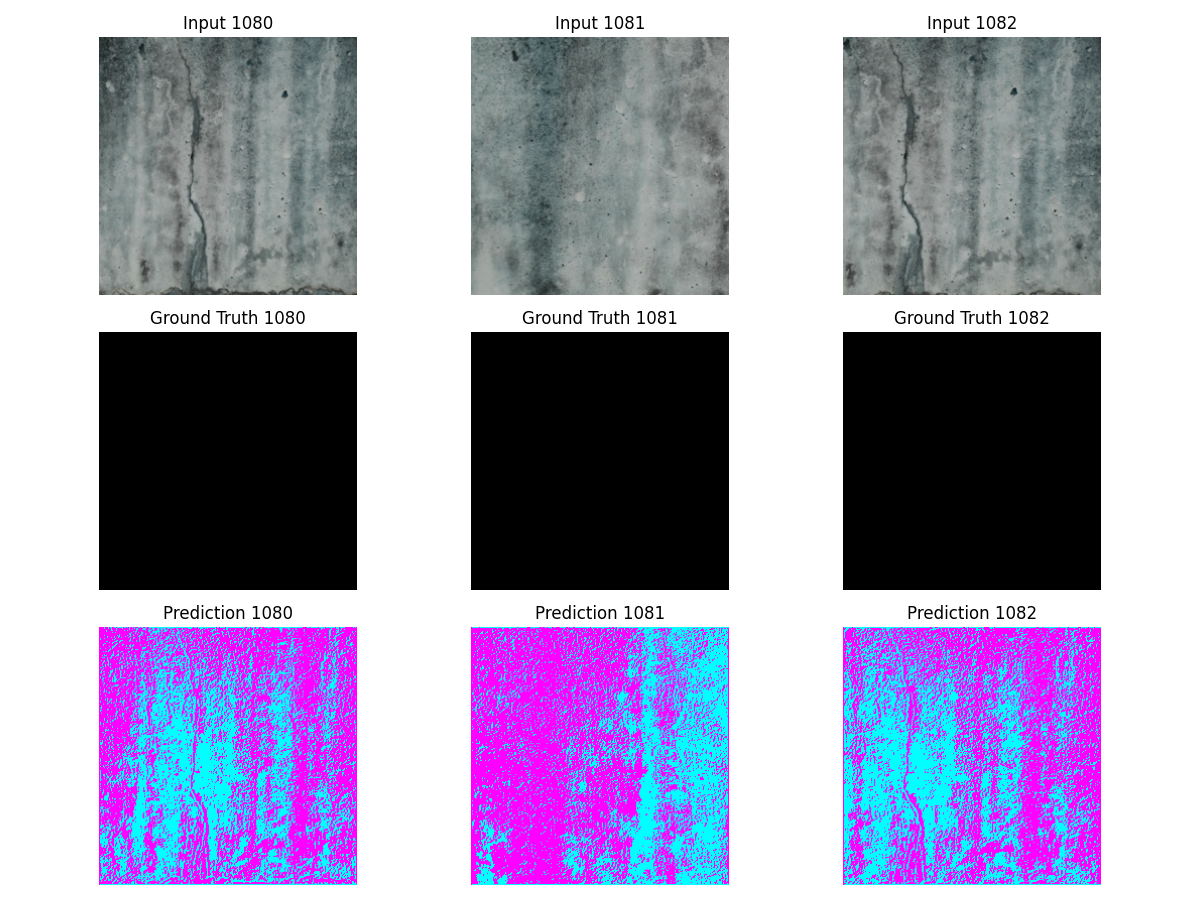 Input 1080
Input 1081
Input 1082
Ground Truth 1080
Ground Truth 1081
Ground Truth 1082
Prediction 1080
Prediction 1081
Prediction 1082